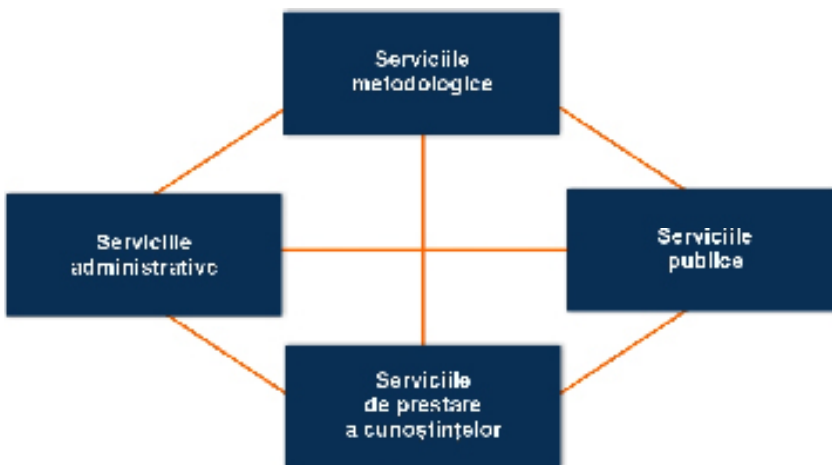 Serviciile
metodologice
Serviciile
administrative
Serviciile
publice
Serviciile
de prestare
a cunoștințelor